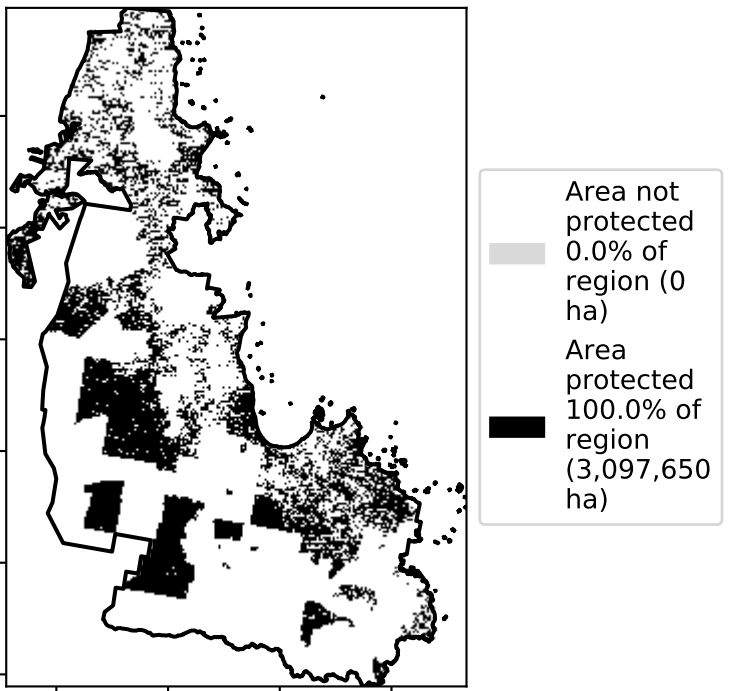 Area not
protected
0.0% of
region (0
ha)
Area
protected
100.0% of
region
(3,097,650
ha)